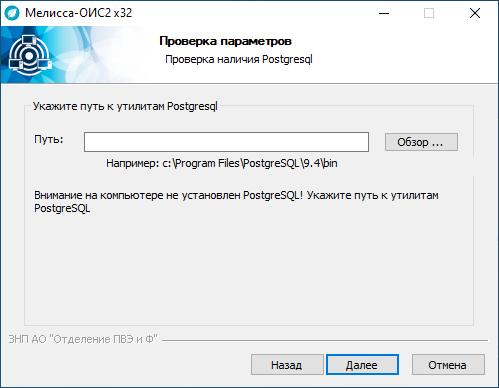 Мелисса-ОИС2 x32
Проверка параметров
Проверка наличия Postgresql
Укажите путь к утилитам Postgresql
Путь:
Обзор ...
Например: c:\Program Files\PostgreSQL\9.4\bin
Внимание на компьютере не установлен PostgreSQL! Укажите путь к утилитам
PostgreSQL
ЗНП АО "Отделение ПВЭ и Ф"
Назад
Далее
Отмена